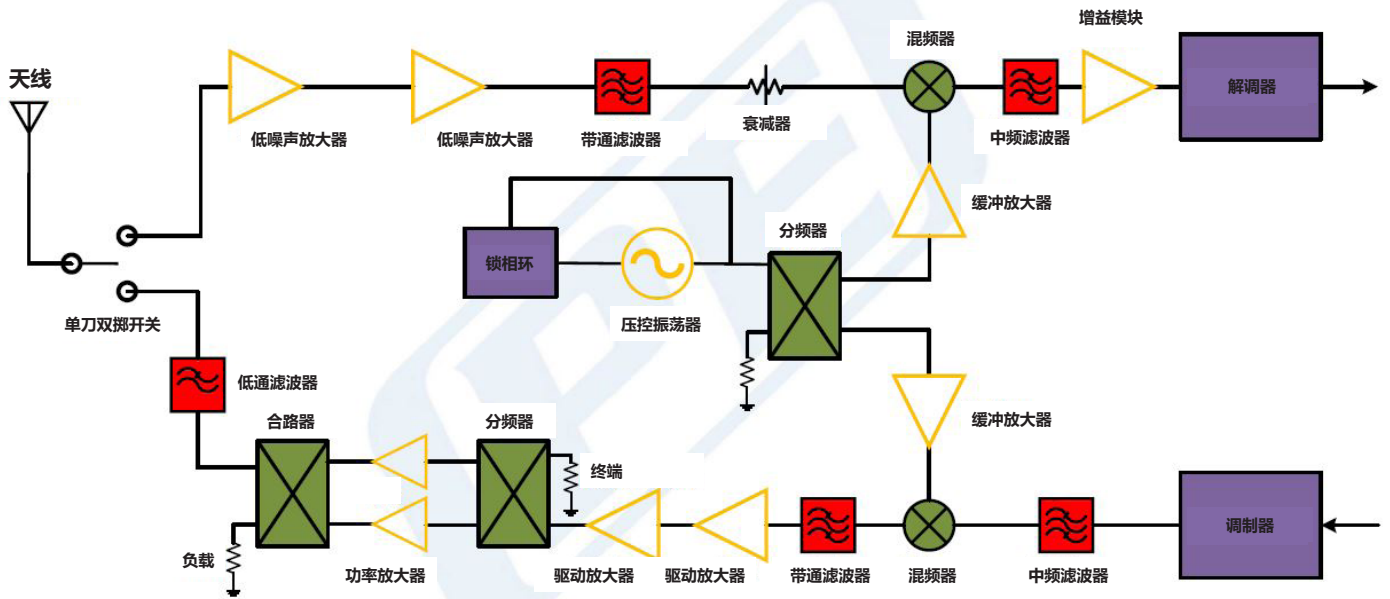 增益模块
混频器
天线
解调器
低噪声放大器
低噪声放大器
带通滤波器
衰减器
中频滤波器
缓冲放大器
分频器
锁相环
压控振荡器
单刀双掷开关
低通滤波器
合路器
分频器
缓冲放大器
终端
调制器
负载
功率放大器
驱动放大器
驱动放大器
带通滤波器
混频器
中频滤波器